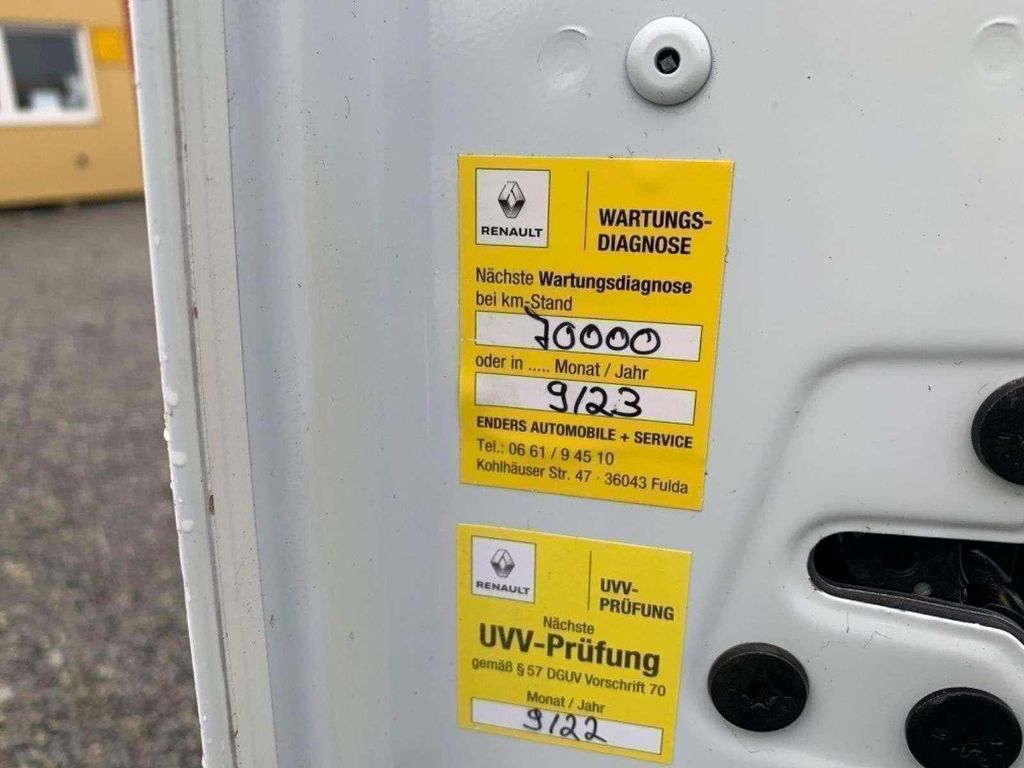 RENAULT
WARTUNGS-
DIAGNOSE
Nächste Wartungsdiagnose
bei km-Stand
70000
oder in ..... Monat / Jahr
9/23
ENDERS AUTOMOBILE + SERVICE
Tel.: 06 61 / 9 45 10
Kohlhäuser Str. 47 · 36043 Fulda
RENAULT
UVV-
PRÜFUNG
Nächste
UVV-Prüfung
gemäß § 57 DGUV Vorschrift 70
Monat / Jahr
9/22